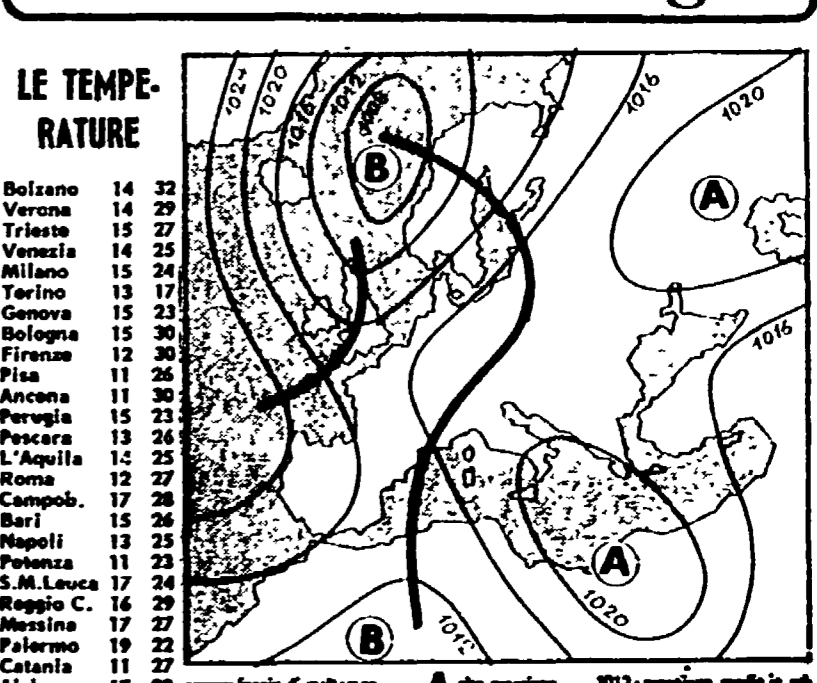 LE TEMPE-
RATURE
Bolzano 14 32
Verona 14 29
Trieste 15 27
Venezia 14 25
Milano 15 24
Torino 13 17
Genova 15 23
Bologna 15 30
Firenze 12 30
Pisa 11 26
Ancona 11 30
Perugia 15 23
Pescara 13 26
L'Aquila 14 25
Roma 12 27
Campob. 17 28
Bari 15 26
Napoli 13 25
Potenza 11 23
S.M.Leuca 17 24
Reggio C. 16 29
Messina 17 27
Palermo 19 22
Catania 11 27
1024
1020
1016
1012
1008
B
1016
1020
A
1016
A
1020
B
1012
A